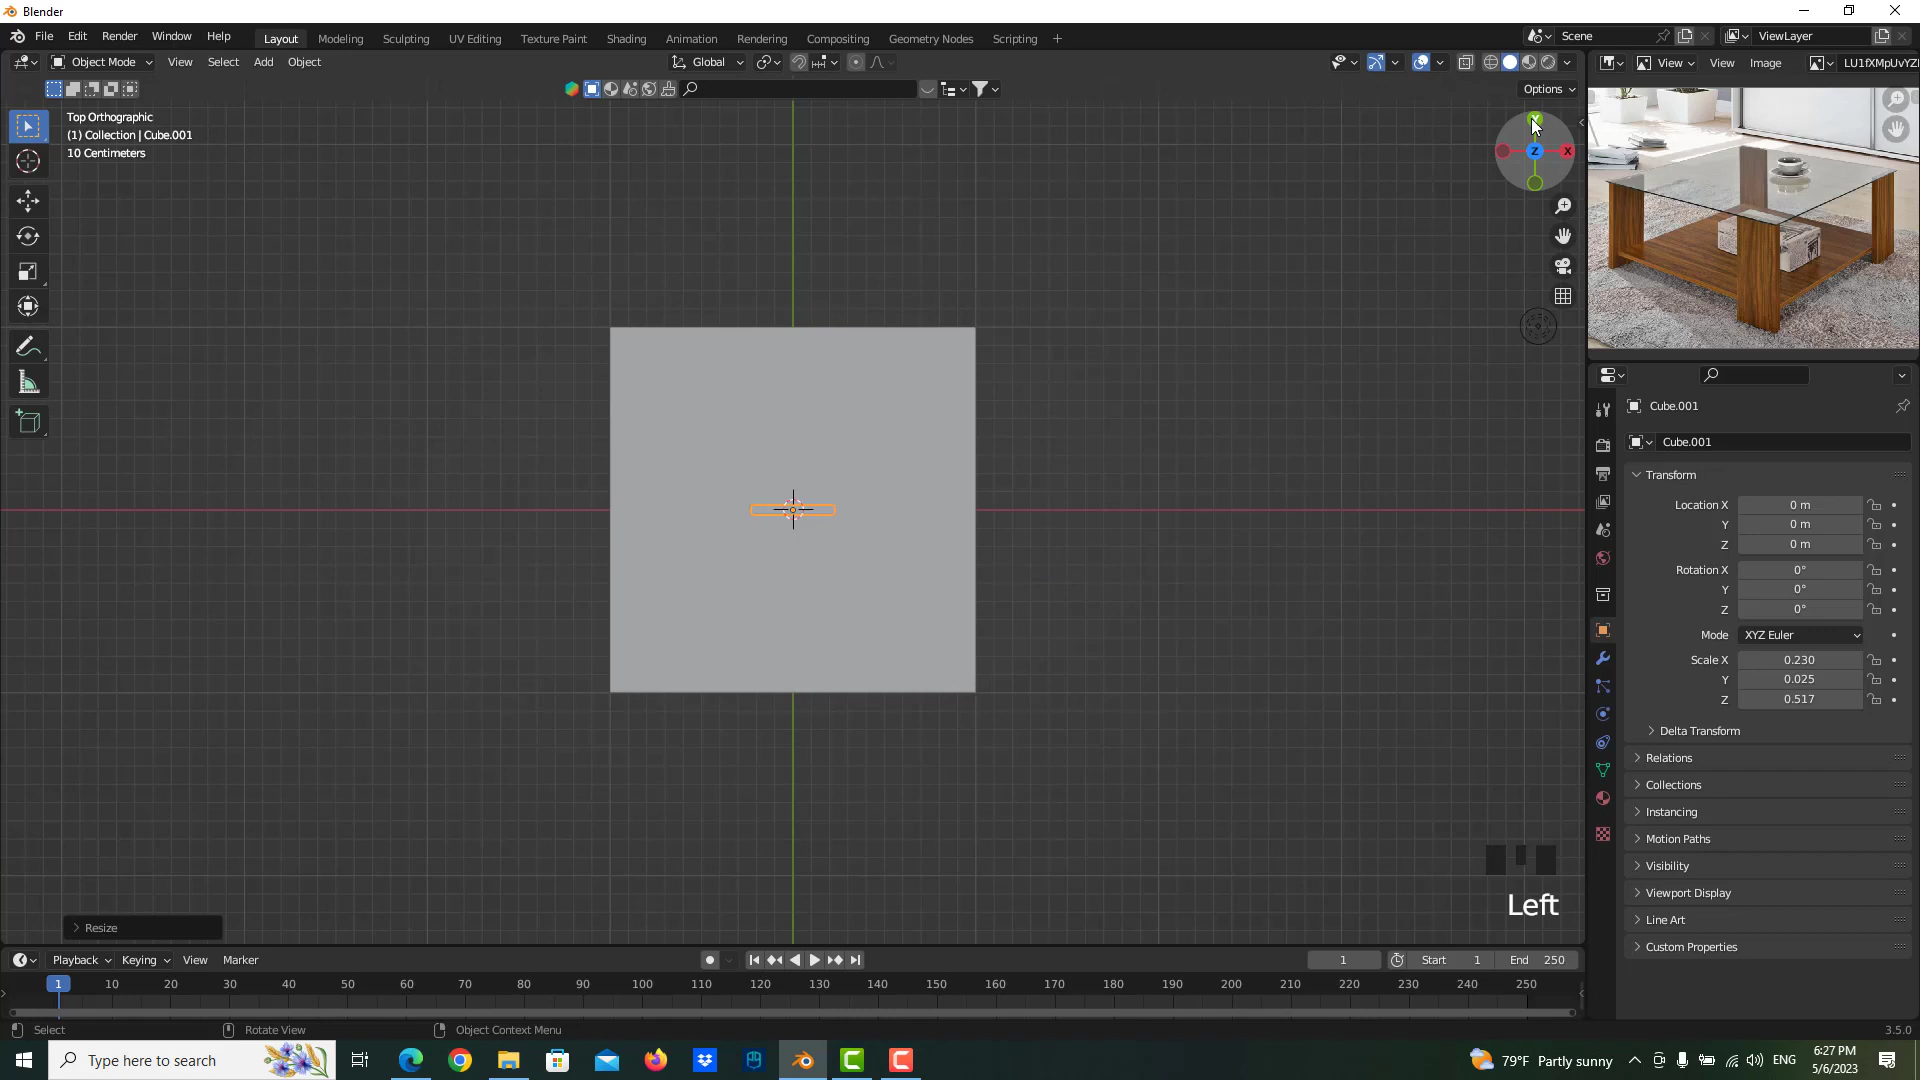 Blender
File Edit Render Window Help
Layout Modeling Sculpting UV Editing Texture Paint Shading Animation Rendering Compositing Geometry Nodes Scripting +
Scene
ViewLayer
Object Mode View Select Add Object
Global
View View Image LU1fXMpUvYZI
Options
Top Orthographic
(1) Collection | Cube.001
10 Centimeters
Y
Z
X
Cube.001
Cube.001
Transform
Location X 0 m
Y 0 m
Z 0 m
Rotation X 0°
Y 0°
Z 0°
Mode XYZ Euler
Scale X 0.230
Y 0.025
Z 0.517
Delta Transform
Relations
Collections
Instancing
Motion Paths
Visibility
Viewport Display
Line Art
Custom Properties
Left
Resize
Playback Keying View Marker
1 Start 1 End 250
1 10 20 30 40 50 60 70 80 90 100 110 120 130 140 150 160 170 180 190 200 210 220 230 240 250
Select Rotate View Object Context Menu 3.5.0
Type here to search
79°F Partly sunny
ENG
6:27 PM
5/6/2023